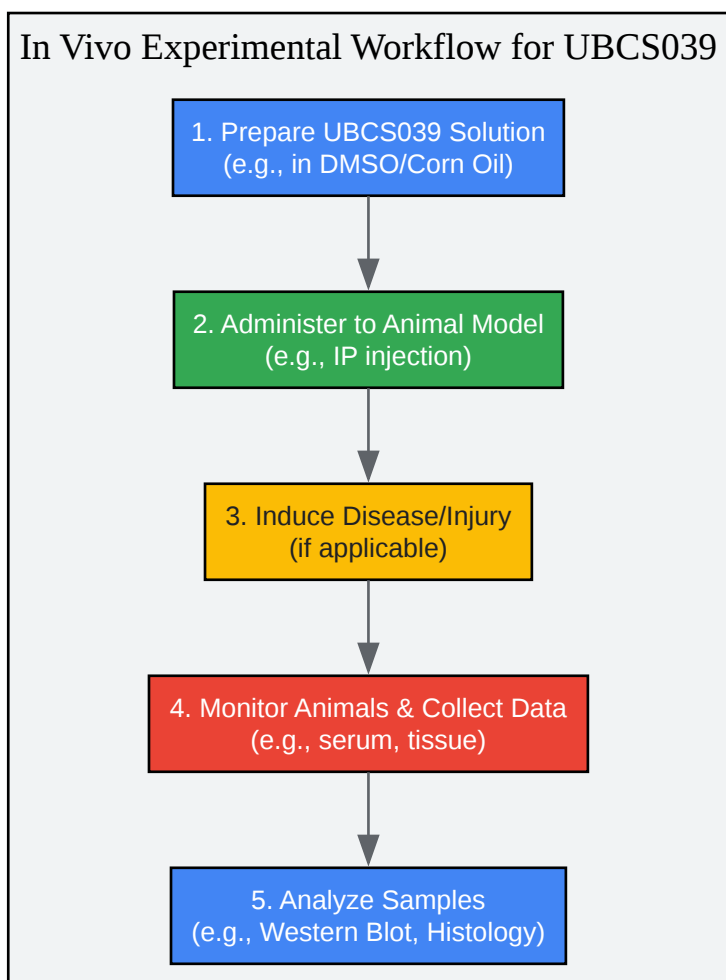 In Vivo Experimental Workflow for UBCS039
1. Prepare UBCS039 Solution
(e.g., in DMSO/Corn Oil)
2. Administer to Animal Model
(e.g., IP injection)
3. Induce Disease/Injury
(if applicable)
4. Monitor Animals & Collect Data
(e.g., serum, tissue)
5. Analyze Samples
(e.g., Western Blot, Histology)